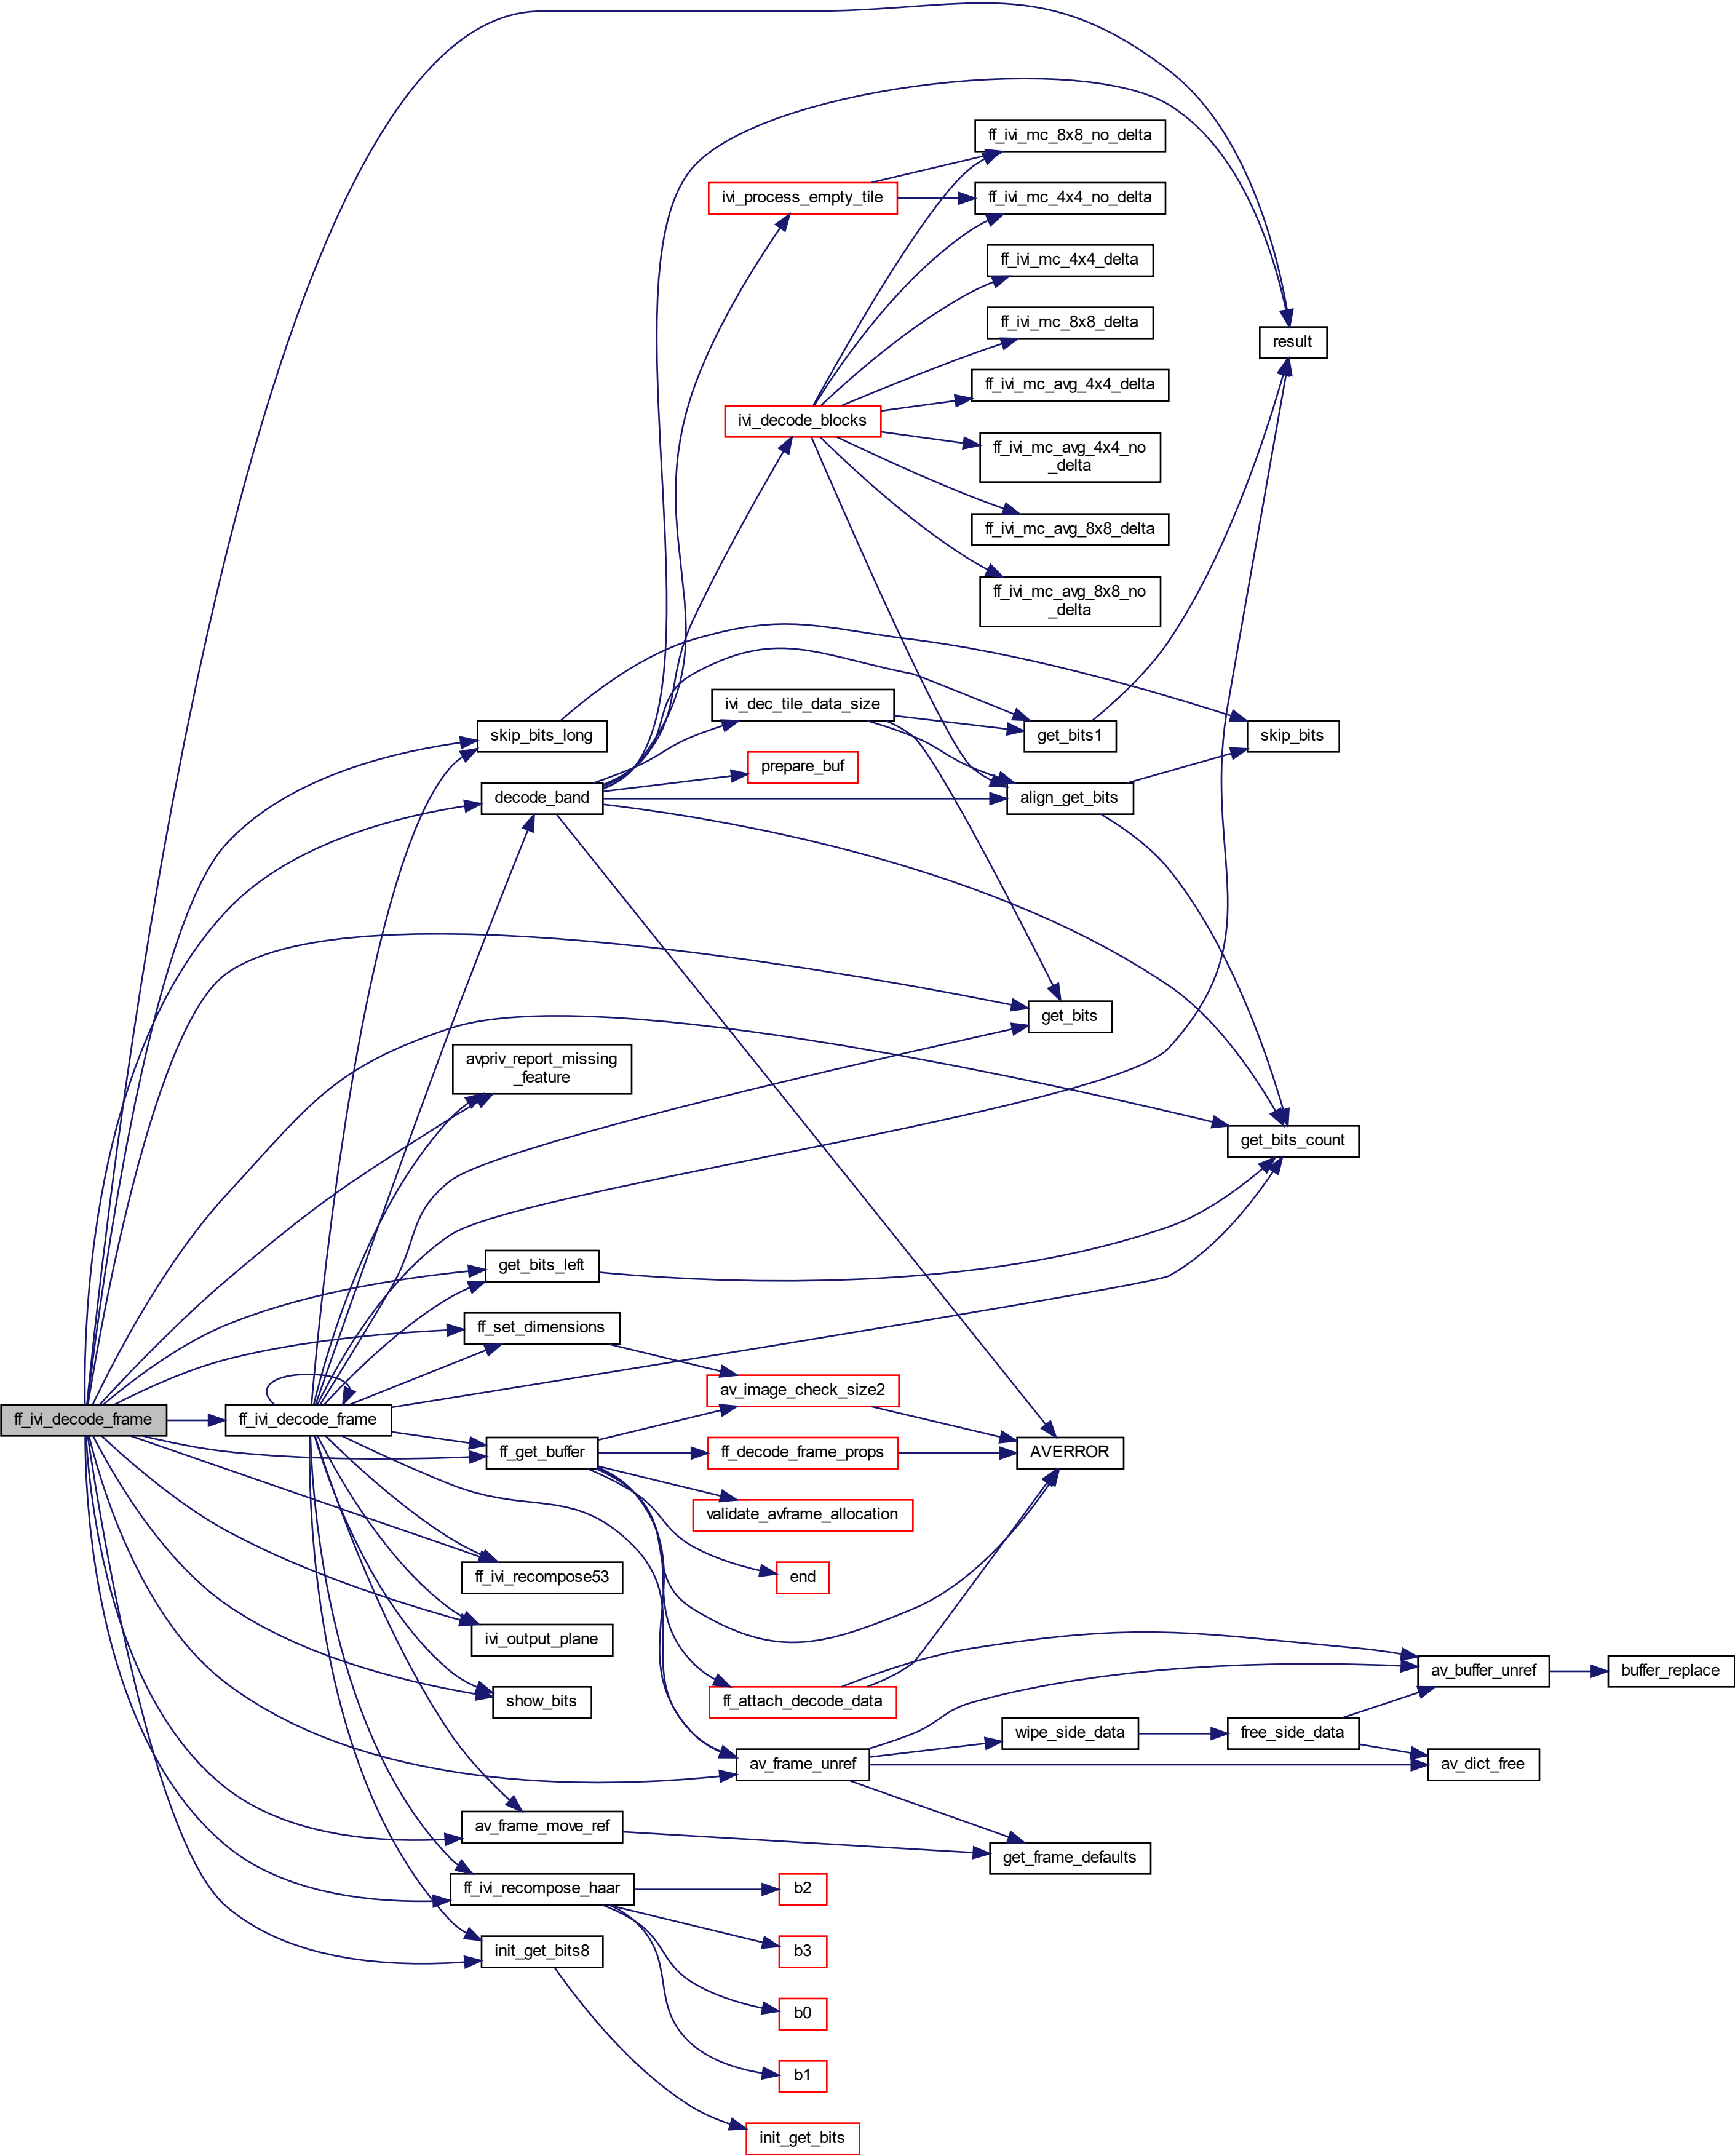 ff_ivi_mc_8x8_no_delta
ivi_process_empty_tile
ff_ivi_mc_4x4_no_delta
ff_ivi_mc_4x4_delta
ff_ivi_mc_8x8_delta
result
ff_ivi_mc_avg_4x4_delta
ivi_decode_blocks
ff_ivi_mc_avg_4x4_no
_delta
ff_ivi_mc_avg_8x8_delta
ff_ivi_mc_avg_8x8_no
_delta
ivi_dec_tile_data_size
skip_bits_long
get_bits1
skip_bits
prepare_buf
decode_band
align_get_bits
get_bits
avpriv_report_missing
_feature
get_bits_count
get_bits_left
ff_set_dimensions
av_image_check_size2
ff_ivi_decode_frame
ff_ivi_decode_frame
ff_get_buffer
ff_decode_frame_props
AVERROR
validate_avframe_allocation
ff_ivi_recompose53
end
ivi_output_plane
av_buffer_unref
buffer_replace
show_bits
ff_attach_decode_data
wipe_side_data
free_side_data
av_frame_unref
av_dict_free
av_frame_move_ref
get_frame_defaults
ff_ivi_recompose_haar
b2
init_get_bits8
b3
b0
b1
init_get_bits